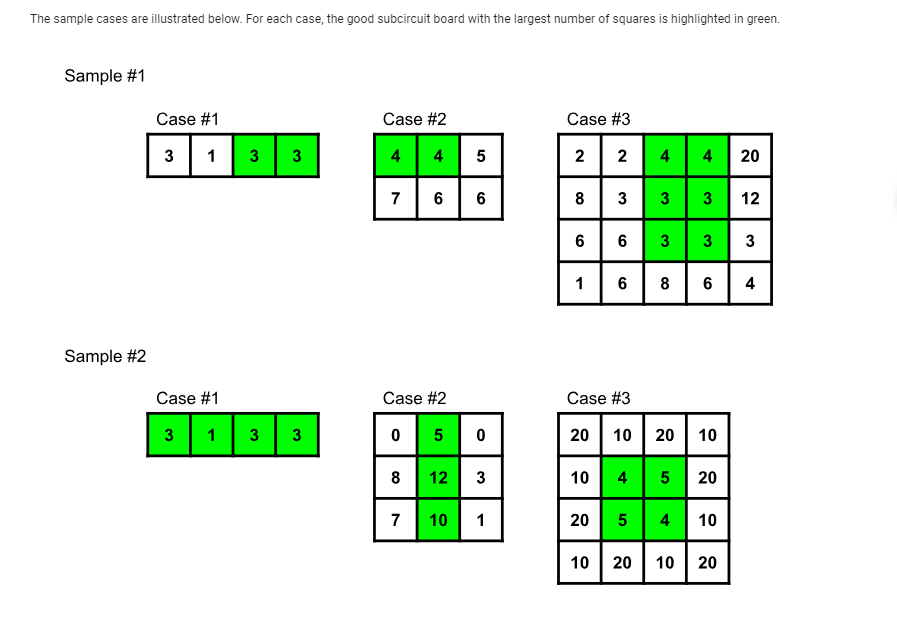 The sample cases are illustrated below. For each case, the good subcircuit board with the largest number of squares is highlighted in green.
Sample #1
Case #1 Case #2 Case #3
3 1 3 3
4 4 5
7 6 6
2 2 4 4 20
8 3 3 3 12
6 6 3 3 3
1 6 8 6 4
Sample #2
Case #1 Case #2 Case #3
3 1 3 3
0 5 0
8 12 3
7 10 1
20 10 20 10
10 4 5 20
20 5 4 10
10 20 10 20